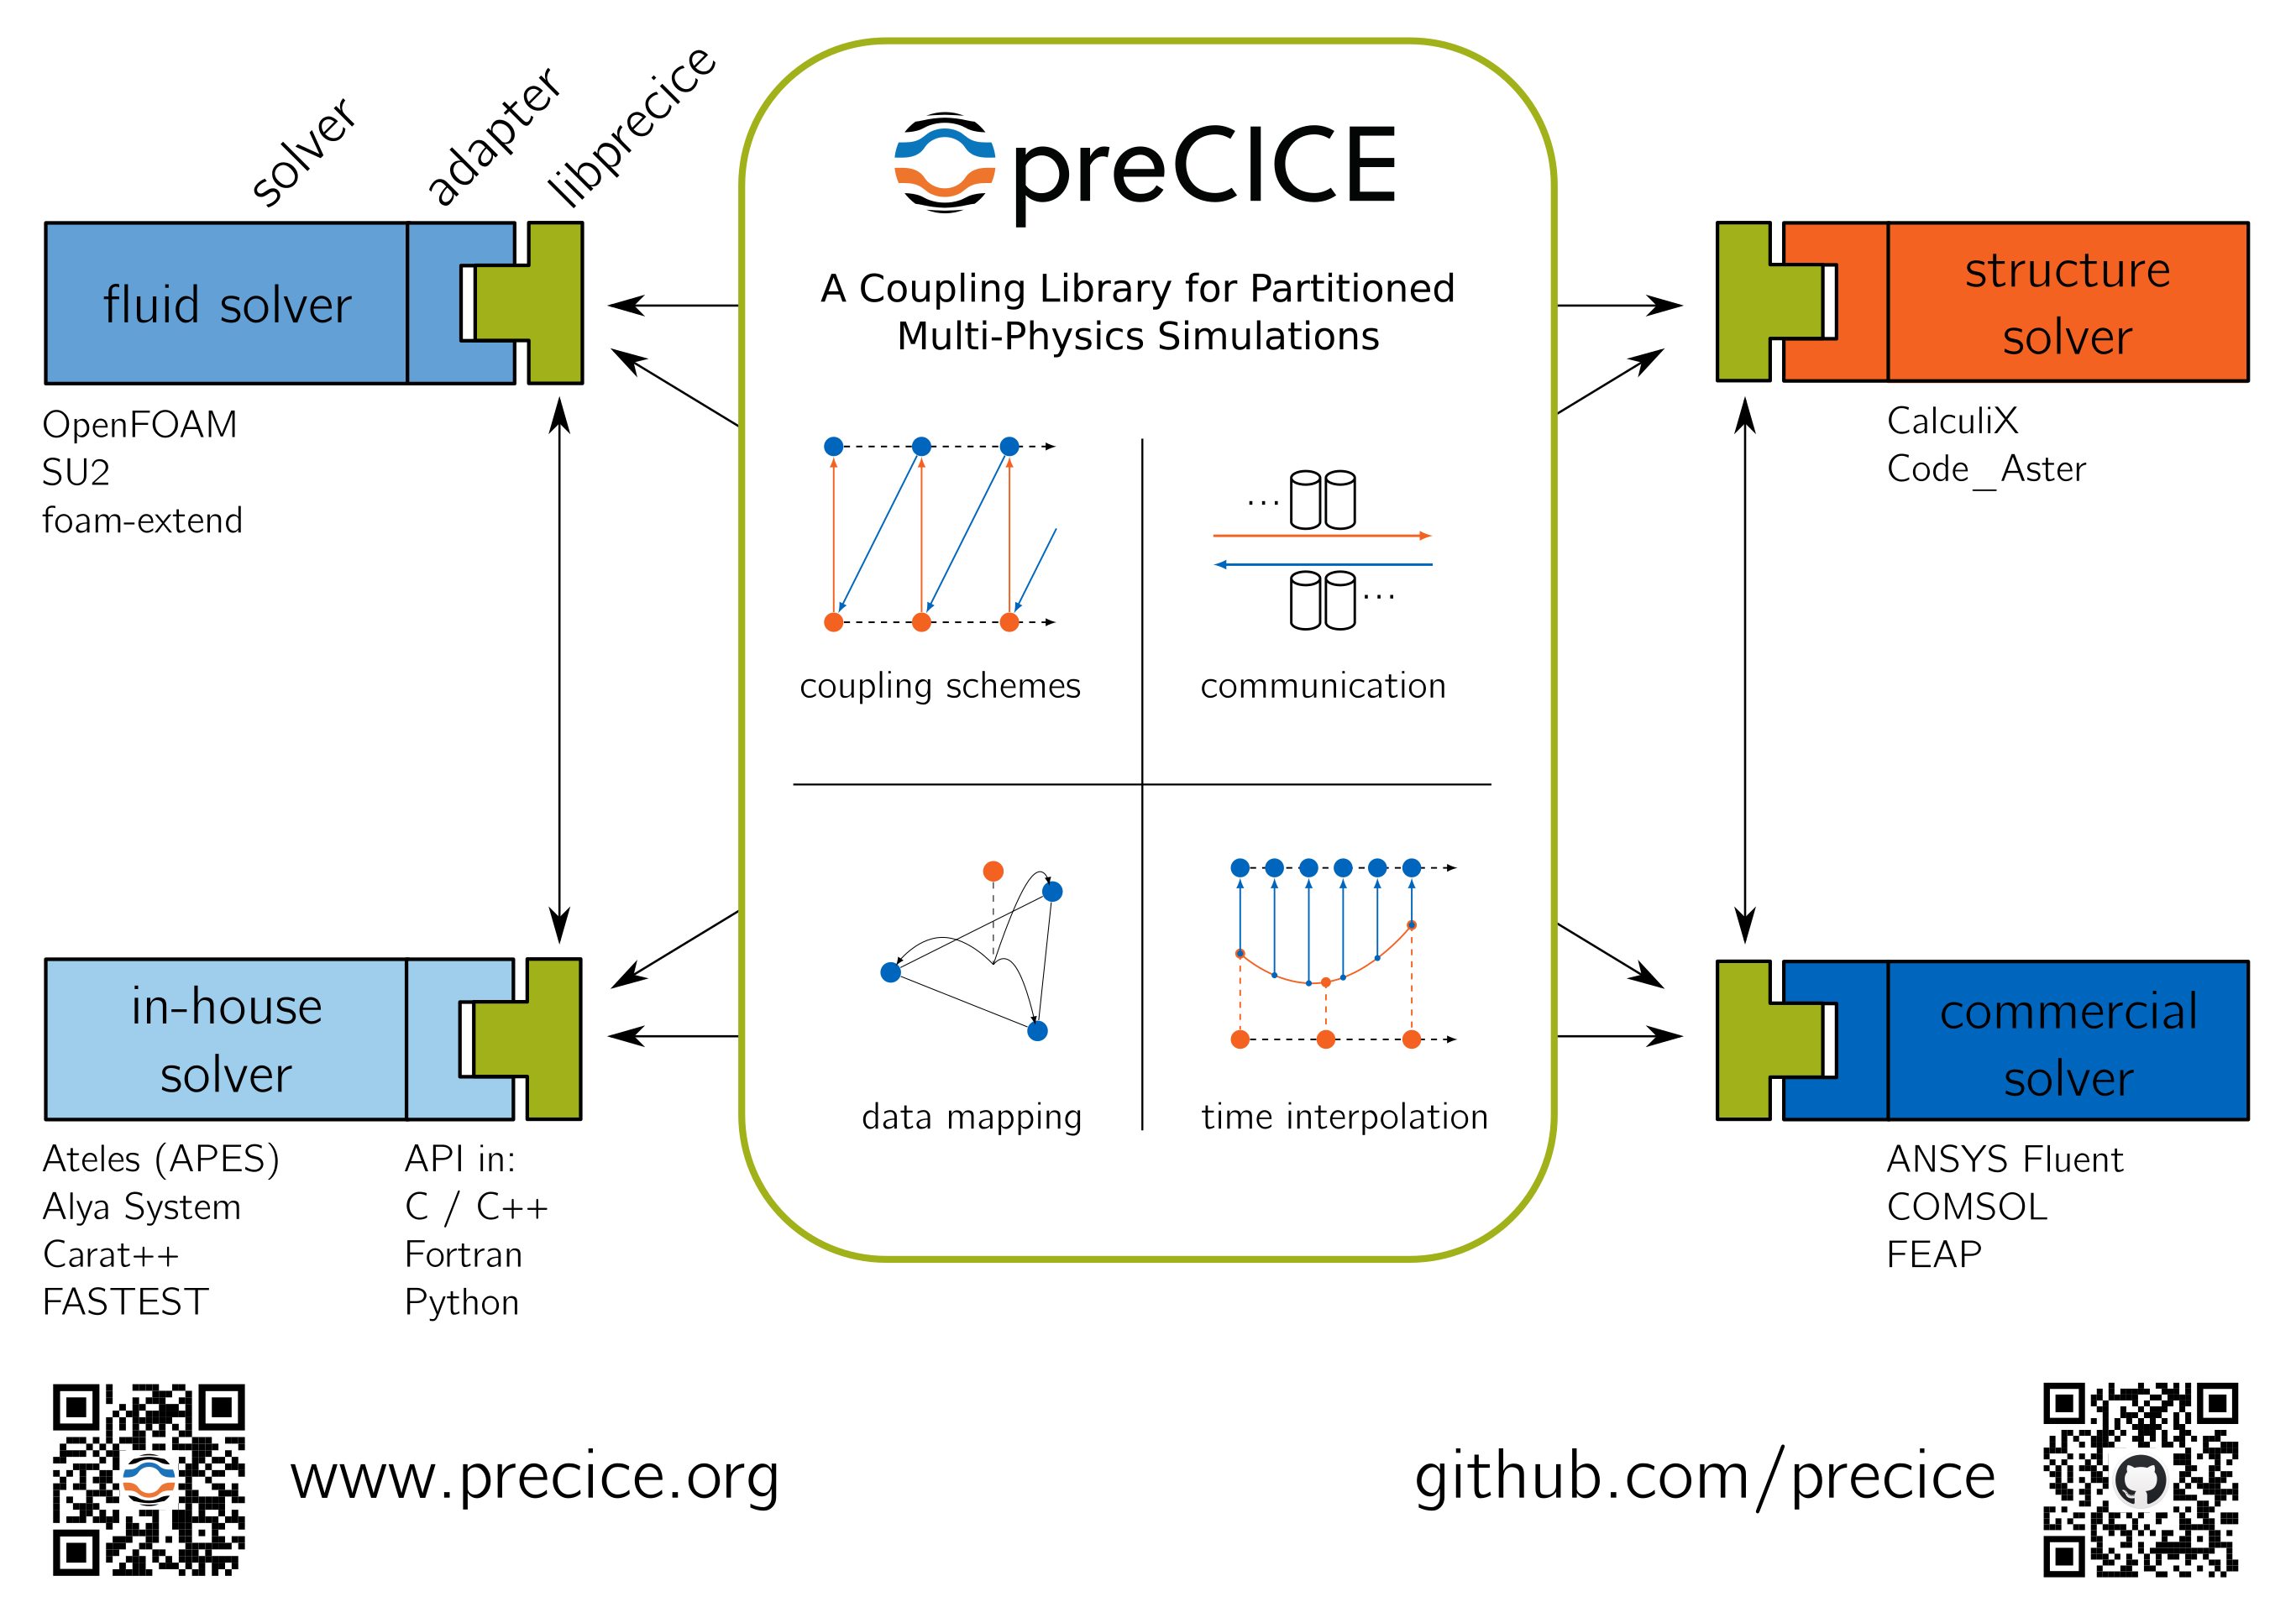 solver
adapter
libprecice
preCICE
A Coupling Library for Partitioned
Multi-Physics Simulations
fluid solver
OpenFOAM
SU2
foam-extend
structure
solver
CalculiX
Code_Aster
coupling schemes
communication
data mapping
time interpolation
in-house
solver
Ateles (APES)
Alya System
Carat++
FASTEST
API in:
C / C++
Fortran
Python
commercial
solver
ANSYS Fluent
COMSOL
FEAP
www.precice.org
github.com/precice